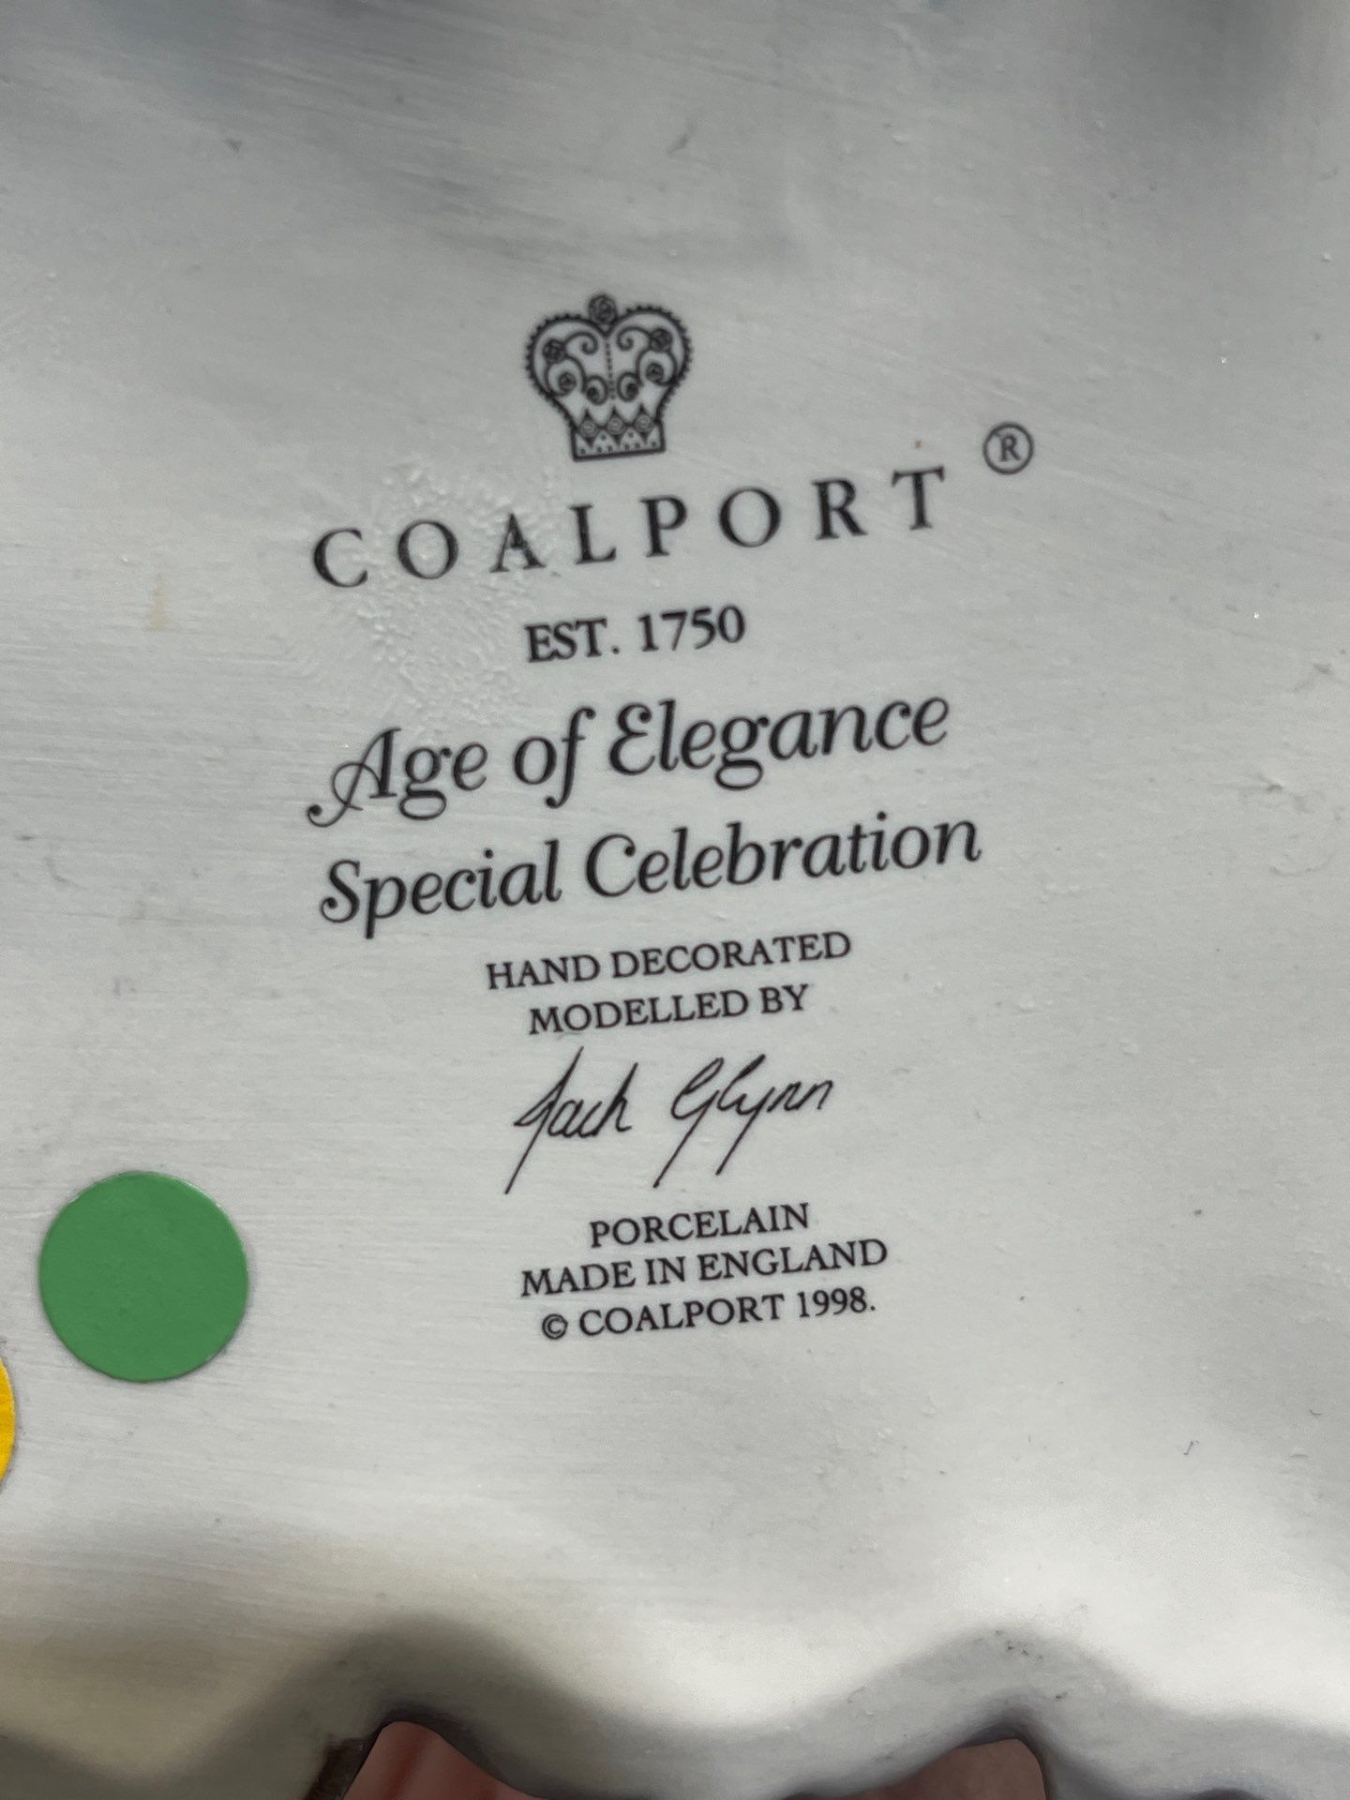 COALPORT ®
EST. 1750
Age of Elegance
Special Celebration
HAND DECORATED
MODELLED BY
Jack Glynn
PORCELAIN
MADE IN ENGLAND
© COALPORT 1998.